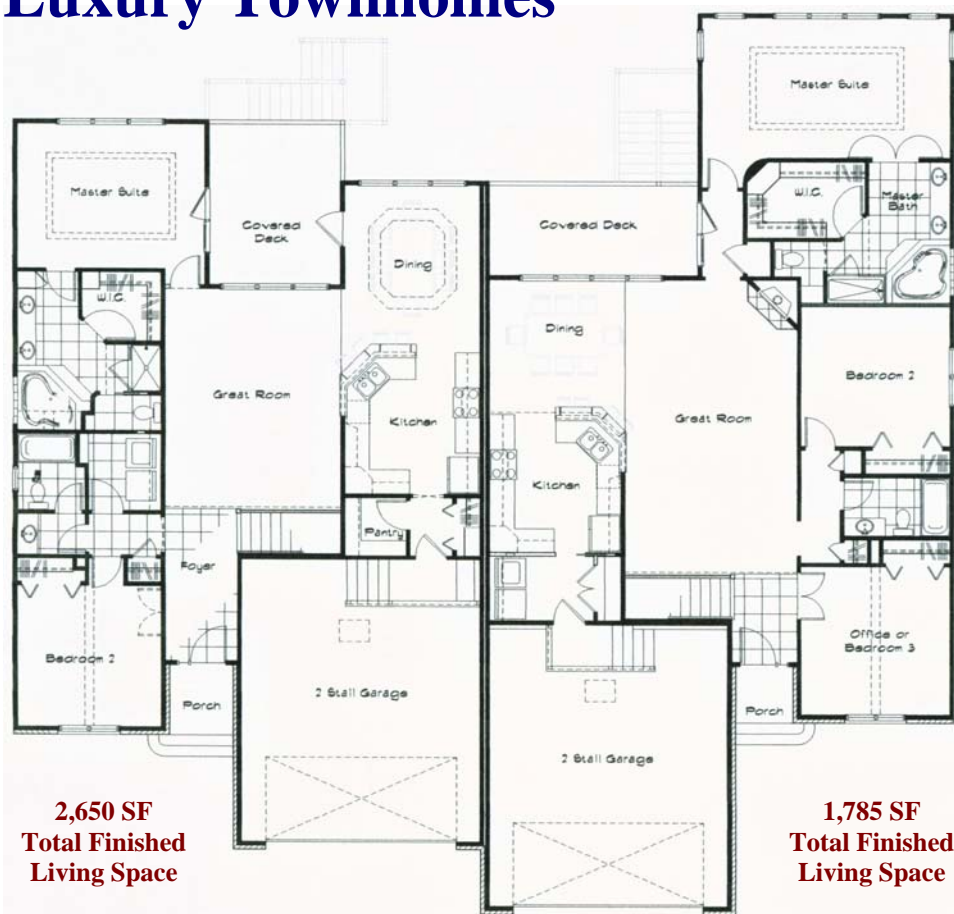 Luxury Townhomes
Master Suite
Covered
Deck
Dining
W.I.C.
Great Room
Kitchen
Pantry
Foyer
Bedroom 2
Porch
2 Stall Garage
2,650 SF
Total Finished
Living Space
Master Suite
W.I.C.
Master
Bath
Covered Deck
Dining
Great Room
Bedroom 2
Kitchen
Office or
Bedroom 3
Porch
2 Stall Garage
1,785 SF
Total Finished
Living Space